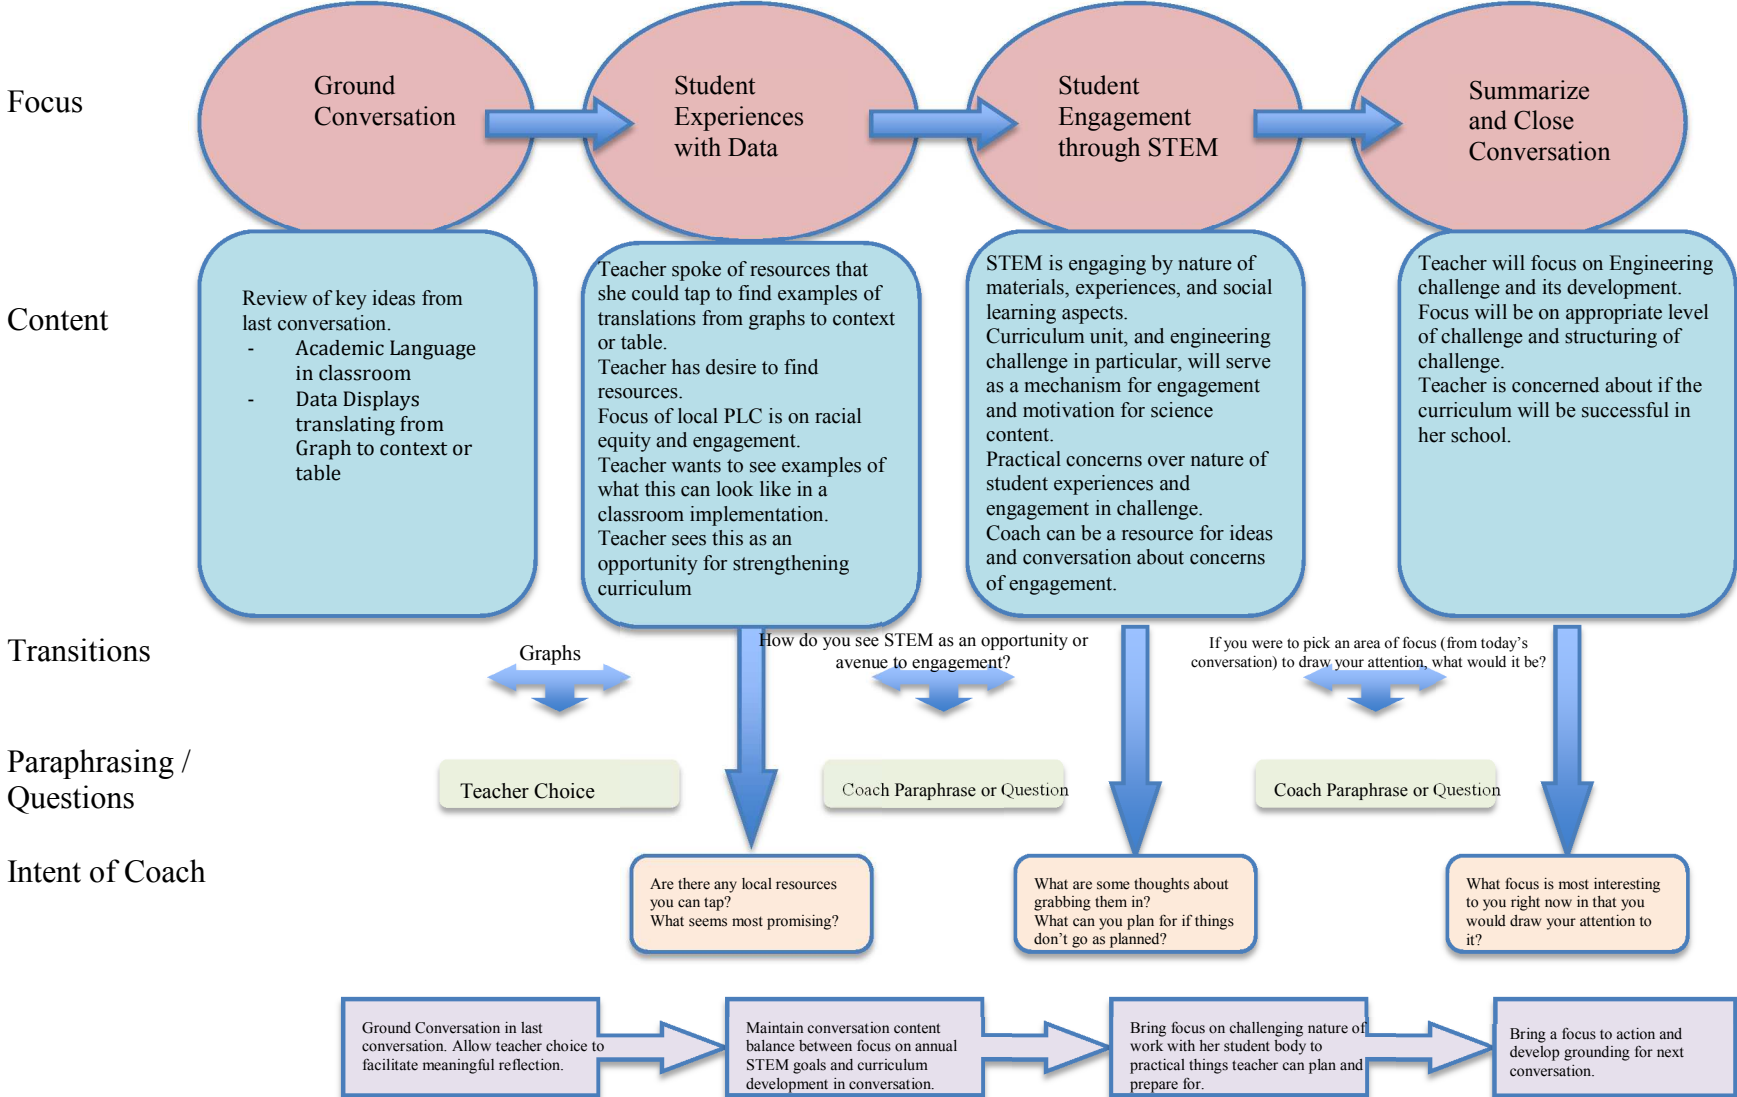 Focus
Ground
Conversation
Student
Experiences
with Data
Student
Engagement
through STEM
Summarize
and Close
Conversation
Content
Review of key ideas from
last conversation.
- Academic Language
in classroom
- Data Displays
translating from
Graph to context or
table
Teacher spoke of resources that
she could tap to find examples of
translations from graphs to context
or table.
Teacher has desire to find
resources.
Focus of local PLC is on racial
equity and engagement.
Teacher wants to see examples of
what this can look like in a
classroom implementation.
Teacher sees this as an
opportunity for strengthening
curriculum
STEM is engaging by nature of
materials, experiences, and social
learning aspects.
Curriculum unit, and engineering
challenge in particular, will serve
as a mechanism for engagement
and motivation for science
content.
Practical concerns over nature of
student experiences and
engagement in challenge.
Coach can be a resource for ideas
and conversation about concerns
of engagement.
Teacher will focus on Engineering
challenge and its development.
Focus will be on appropriate level
of challenge and structuring of
challenge.
Teacher is concerned about if the
curriculum will be successful in
her school.
Transitions
Graphs
How do you see STEM as an opportunity or
avenue to engagement?
If you were to pick an area of focus (from today’s
conversation) to draw your attention, what would it be?
Paraphrasing /
Questions
Teacher Choice
Coach Paraphrase or Question
Coach Paraphrase or Question
Intent of Coach
Are there any local resources
you can tap?
What seems most promising?
What are some thoughts about
grabbing them in?
What can you plan for if things
don’t go as planned?
What focus is most interesting
to you right now in that you
would draw your attention to
it?
Ground Conversation in last
conversation. Allow teacher choice to
facilitate meaningful reflection.
Maintain conversation content
balance between focus on annual
STEM goals and curriculum
development in conversation.
Bring focus on challenging nature of
work with her student body to
practical things teacher can plan and
prepare for.
Bring a focus to action and
develop grounding for next
conversation.